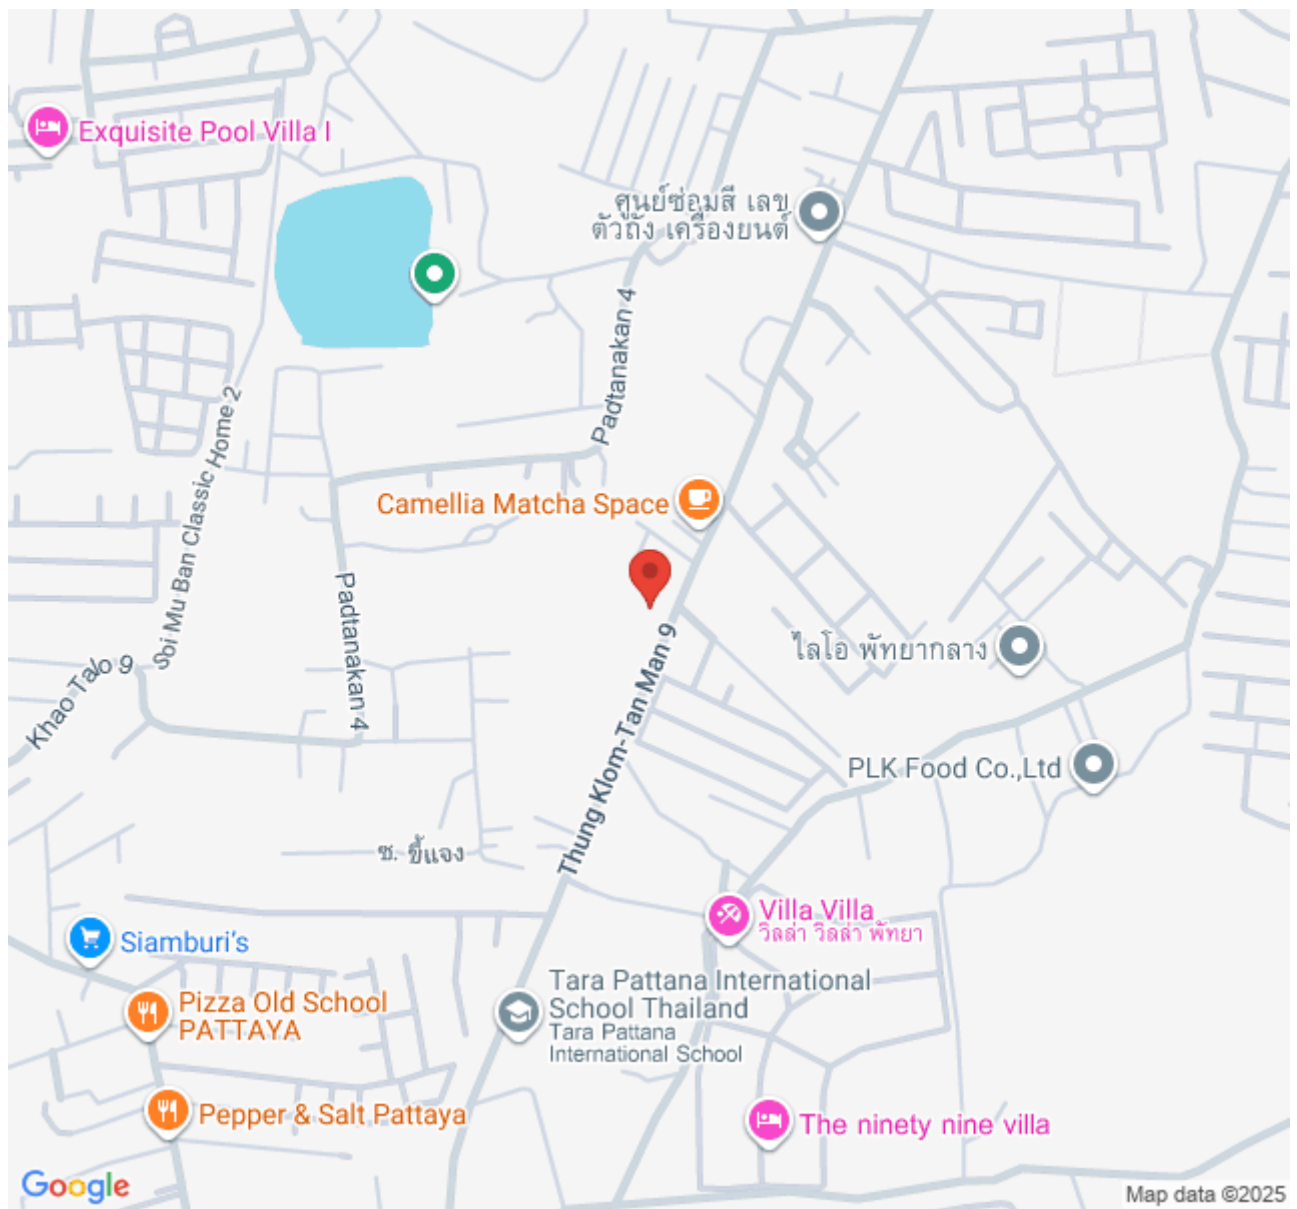 Exquisite Pool Villa I
ศูนย์ซ่อมสี เลข
ตัวถัง เครื่องยนต์
Padtanakan 4
Soi Mu Ban Classic Home 2
Camellia Matcha Space
Padtanakan 4
Khao Talo 9
Thung Klom-Tan Man 9
ไลโอ พัทยากลาง
PLK Food Co.,Ltd
ซ. ขี้แจง
Villa Villa
วิลล่า วิลล่า พัทยา
Siamburi's
Tara Pattana International
School Thailand
Tara Pattana
International School
Pizza Old School
PATTAYA
Pepper & Salt Pattaya
The ninety nine villa
Google
Map data ©2025